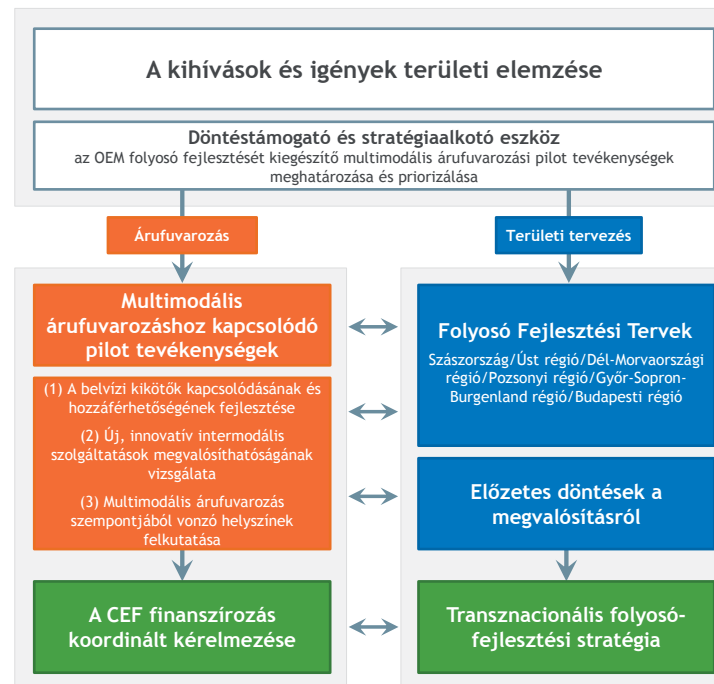 A kihívások és igények területi elemzése
Döntéstámogató és stratégiaalkotó eszköz
az OEM folyosó fejlesztését kiegészítő multimodális árufuvarozási pilot tevékenységek
meghatározása és priorizálása
Árufuvarozás
Területi tervezés
Multimodális
árufuvarozáshoz kapcsolódó
pilot tevékenységek
(1) A belvízi kikötők kapcsolódásának és
hozzáférhetőségének fejlesztése
(2) Új, innovatív intermodális
szolgáltatások megvalósíthatóságának
vizsgálata
(3) Multimodális árufuvarozás
szempontjából vonzó helyszínek
felkutatása
A CEF finanszírozás
koordinált kérelmezése
Folyosó Fejlesztési Tervek
Szászország/Úst régió/Dél-Morvaországi
régió/Pozsonyi régió/Győr-Sopron-
Burgenland régió/Budapesti régió
Előzetes döntések a
megvalósításról
Transznacionális folyosó-
fejlesztési stratégia